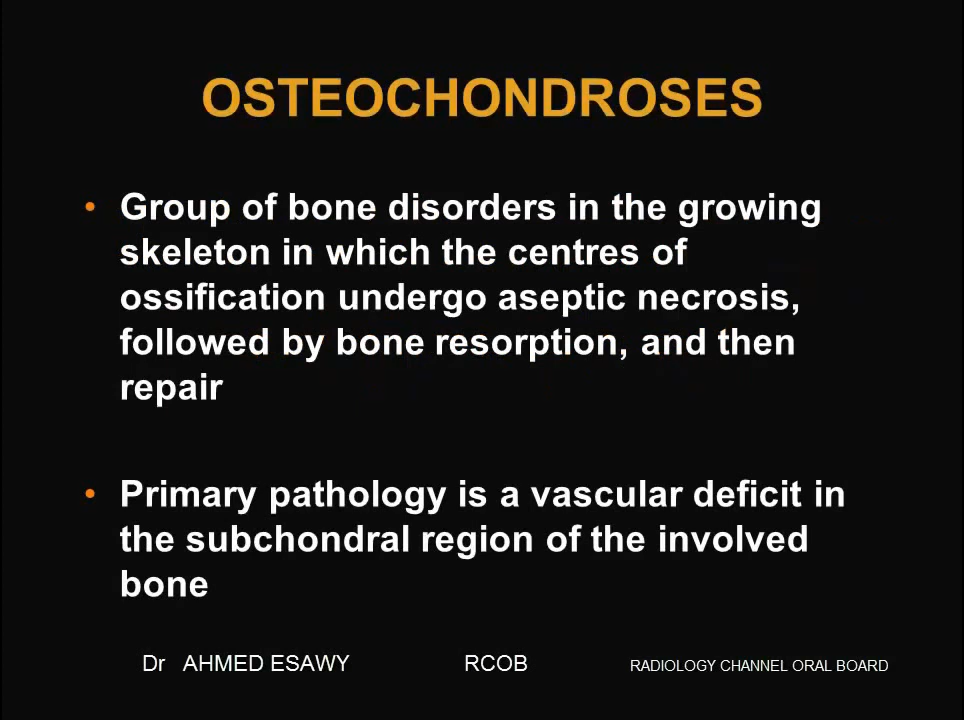 OSTEOCHONDROSES
• Group of bone disorders in the growing
skeleton in which the centres of
ossification undergo aseptic necrosis,
followed by bone resorption, and then
repair
• Primary pathology is a vascular deficit in
the subchondral region of the involved
bone
Dr AHMED ESAWY RCOB RADIOLOGY CHANNEL ORAL BOARD